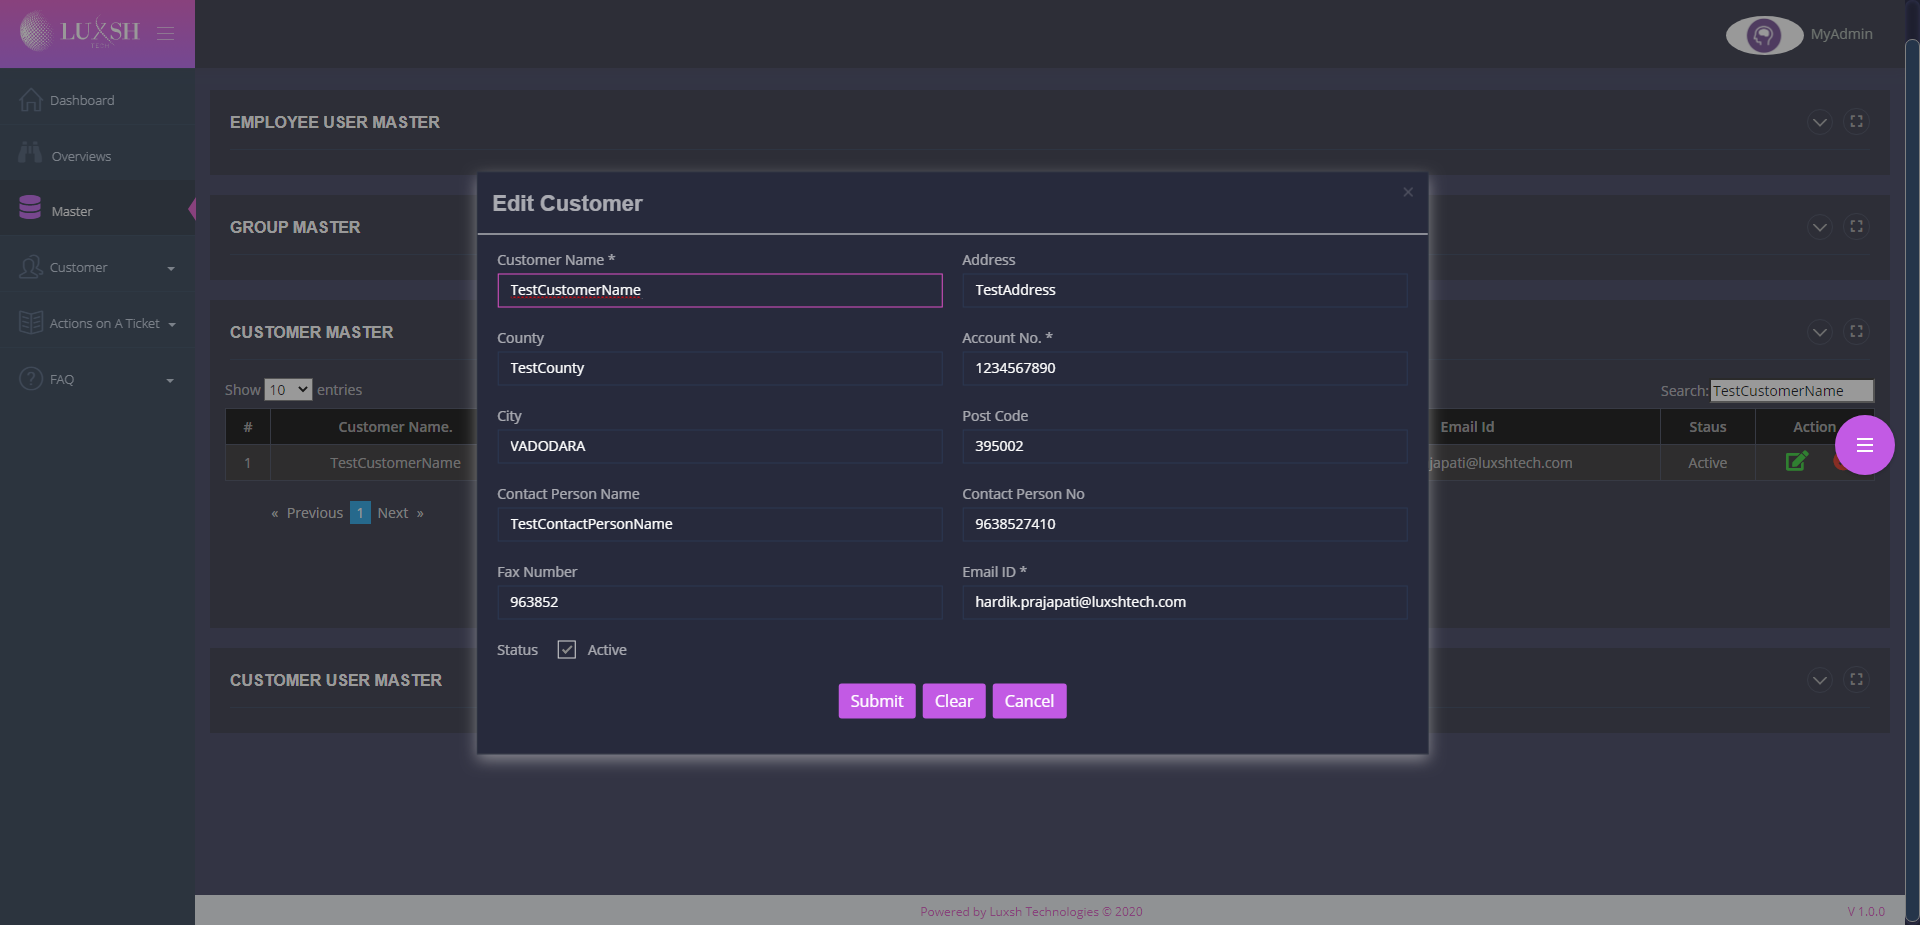 LUXSH
TECH
MyAdmin
Dashboard
Overviews
Master
Customer
Actions on A Ticket
FAQ
EMPLOYEE USER MASTER
GROUP MASTER
CUSTOMER MASTER
Show 10 entries
Search: TestCustomerName
# Customer Name. Email Id Staus Action
1 TestCustomerName japati@luxshtech.com Active
« Previous 1 Next »
CUSTOMER USER MASTER
Edit Customer
×
Customer Name * Address
TestCustomerName TestAddress
County Account No. *
TestCounty 1234567890
City Post Code
VADODARA 395002
Contact Person Name Contact Person No
TestContactPersonName 9638527410
Fax Number Email ID *
963852 hardik.prajapati@luxshtech.com
Status Active
Submit Clear Cancel
Powered by Luxsh Technologies © 2020
V 1.0.0